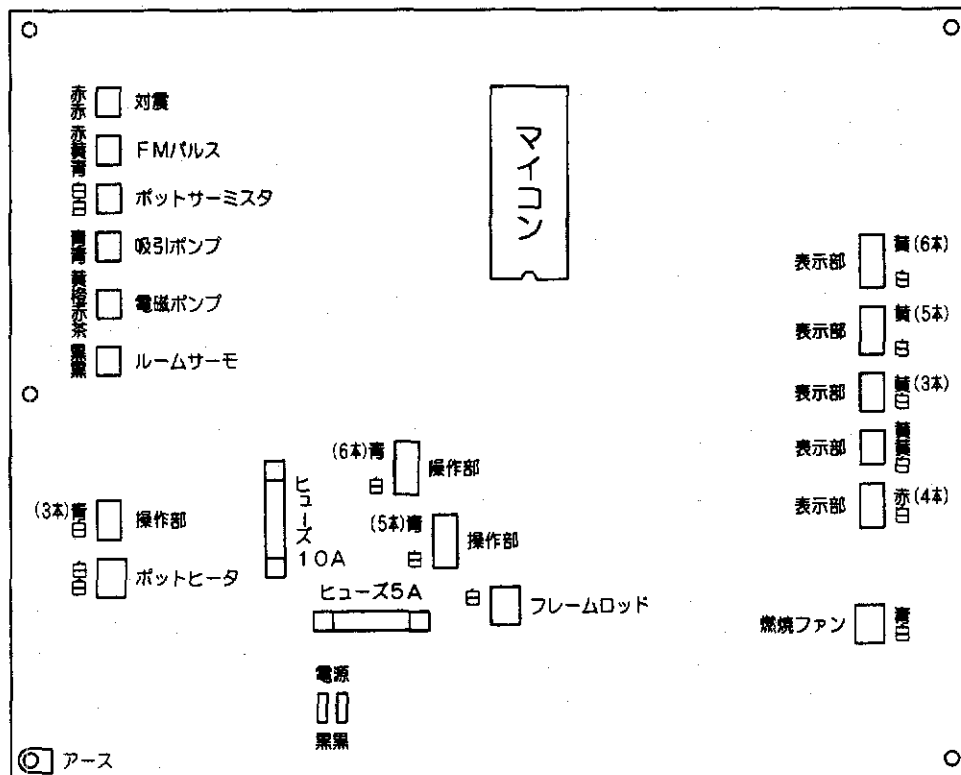 赤赤 対震
赤黄青 FMパルス
白白 ポットサーミスタ
青青 吸引ポンプ
黄橙赤茶 電磁ポンプ
黒黒 ルームサーモ
マイコン
表示部 黄(6本) 白
表示部 黄(5本) 白
表示部 黄(3本) 白
表示部 黄黄白
表示部 赤(4本) 白
(6本)青 白 操作部
(5本)青 白 操作部
(3本)青 白 操作部
白白 ポットヒータ
ヒューズ 10A
ヒューズ5A
白 フレームロッド
燃焼ファン 青白
電源
黒黒
アース